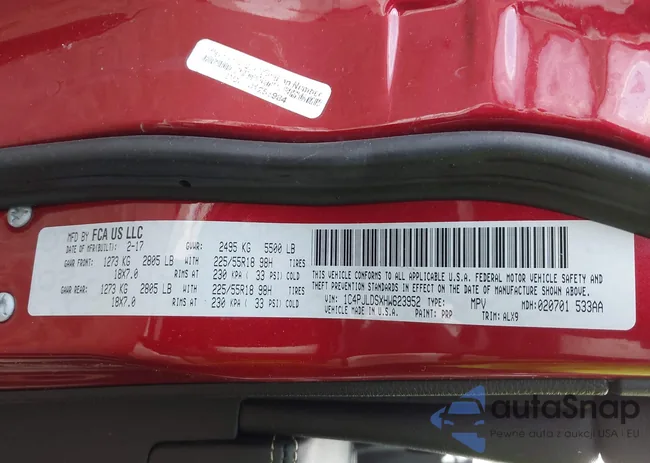 MFD BY FCA US LLC
DATE OF MFR(BUILT): 2-17 GVWR: 2495 KG 5500 LB
GAWR FRONT: 1273 KG 2805 LB WITH 225/55R18 98H TIRES
18X7.0 RIMS AT 230 KPA ( 33 PSI) COLD
GAWR REAR: 1273 KG 2805 LB WITH 225/55R18 98H TIRES
18X7.0 RIMS AT 230 KPA ( 33 PSI) COLD
THIS VEHICLE CONFORMS TO ALL APPLICABLE U.S.A. FEDERAL MOTOR VEHICLE SAFETY AND
THEFT PREVENTION STANDARDS IN EFFECT ON THE DATE OF MANUFACTURE SHOWN ABOVE.
VIN: 1C4PJLDSXHW623952 TYPE: MPV MDH: 020701 533AA
VEHICLE MADE IN U.S.A. PAINT: PRP TRIM: ALX9
autoSnap
Pewne auta z aukcji USA - EU